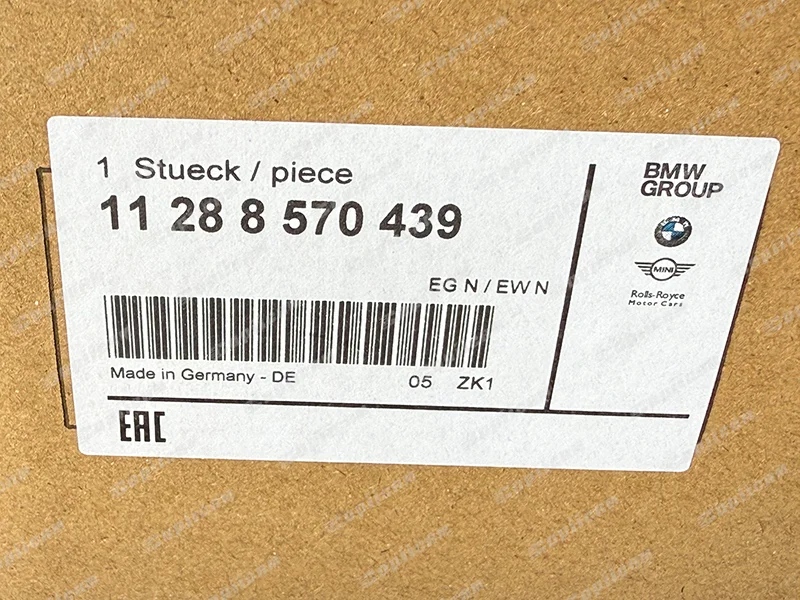 1 Stueck / piece
11 28 8 570 439
EG N / EW N
Made in Germany - DE 05 ZK1
EAC
BMW
GROUP
BMW
MINI
Rolls-Royce
Motor Cars